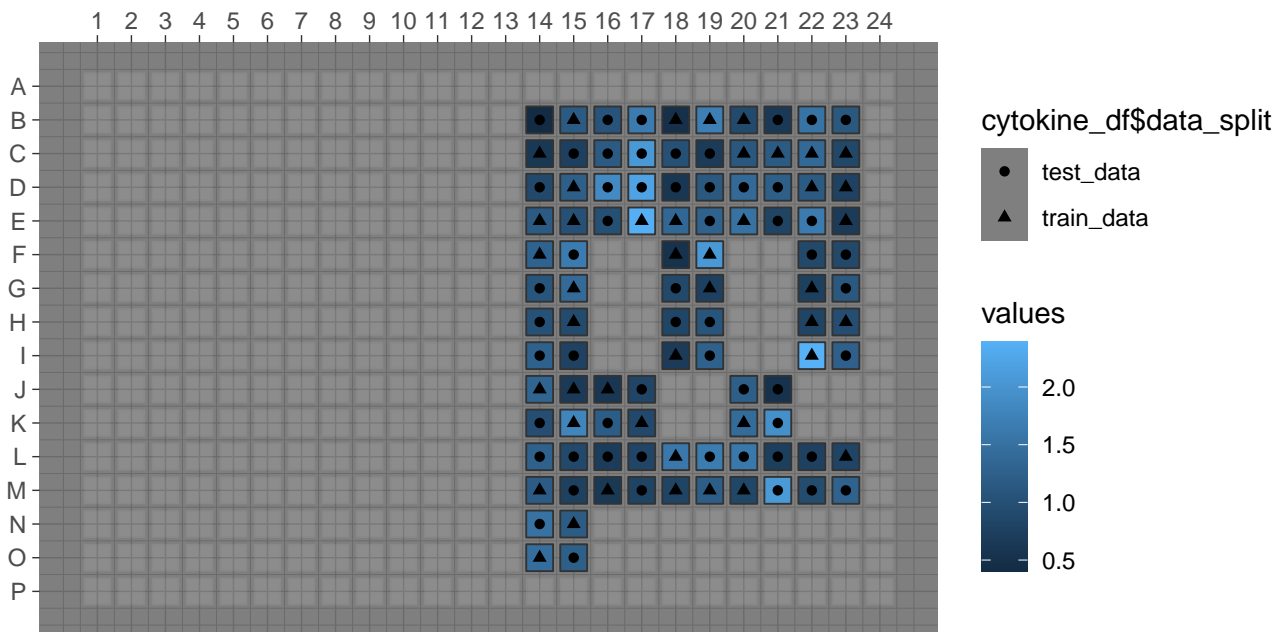 1 2 3 4 5 6 7 8 9 10 11 12 13 14 15 16 17 18 19 20 21 22 23 24
A
B
C
D
E
F
G
H
I
J
K
L
M
N
O
P
cytokine_df$data_split
test_data
train_data
values
2.0
1.5
1.0
0.5